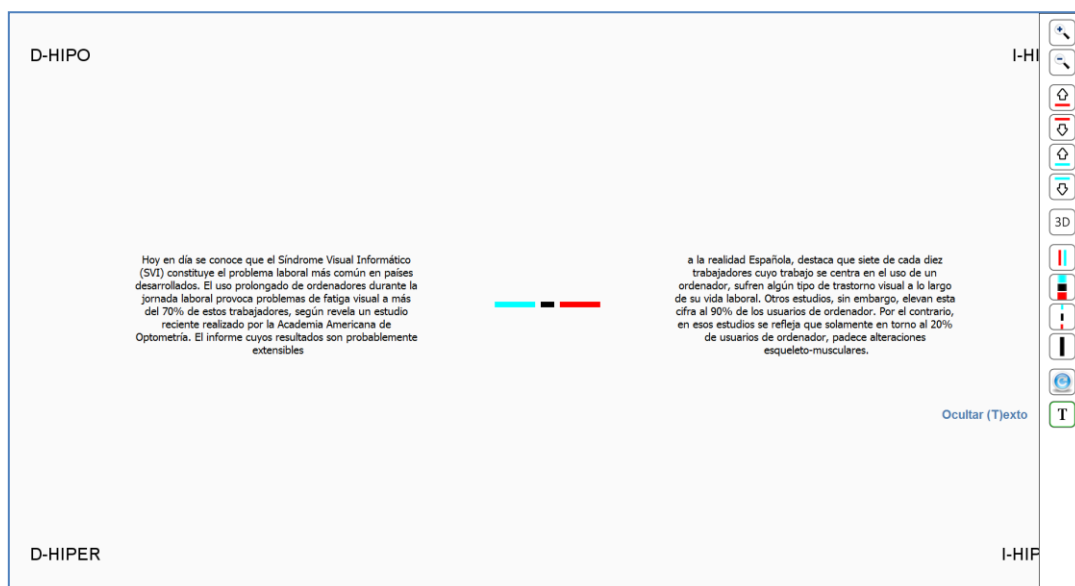 D-HIPO
I-HI
Hoy en día se conoce que el Síndrome Visual Informático
(SVI) constituye el problema laboral más común en países
desarrollados. El uso prolongado de ordenadores durante la
jornada laboral provoca problemas de fatiga visual a más
del 70% de estos trabajadores, según revela un estudio
reciente realizado por la Academia Americana de
Optometría. El informe cuyos resultados son probablemente
extensibles
a la realidad Española, destaca que siete de cada diez
trabajadores cuyo trabajo se centra en el uso de un
ordenador, sufren algún tipo de trastorno visual a lo largo
de su vida laboral. Otros estudios, sin embargo, elevan esta
cifra al 90% de los usuarios de ordenador. Por el contrario,
en esos estudios se refleja que solamente en torno al 20%
de usuarios de ordenador, padece alteraciones
esqueleto-musculares.
3D
Ocultar (T)exto
T
D-HIPER
I-HIP